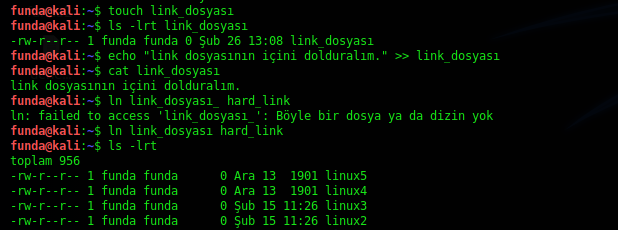 funda@kali:~$ touch link_dosyası
funda@kali:~$ ls -lrt link_dosyası
-rw-r--r-- 1 funda funda 0 Şub 26 13:08 link_dosyası
funda@kali:~$ echo "link dosyasının içini dolduralım." >> link_dosyası
funda@kali:~$ cat link_dosyası
link dosyasının içini dolduralım.
funda@kali:~$ ln link_dosyası_ hard_link
ln: failed to access 'link_dosyası_': Böyle bir dosya ya da dizin yok
funda@kali:~$ ln link_dosyası hard_link
funda@kali:~$ ls -lrt
toplam 956
-rw-r--r-- 1 funda funda      0 Ara 13  1901 linux5
-rw-r--r-- 1 funda funda      0 Ara 13  1901 linux4
-rw-r--r-- 1 funda funda      0 Şub 15 11:26 linux3
-rw-r--r-- 1 funda funda      0 Şub 15 11:26 linux2